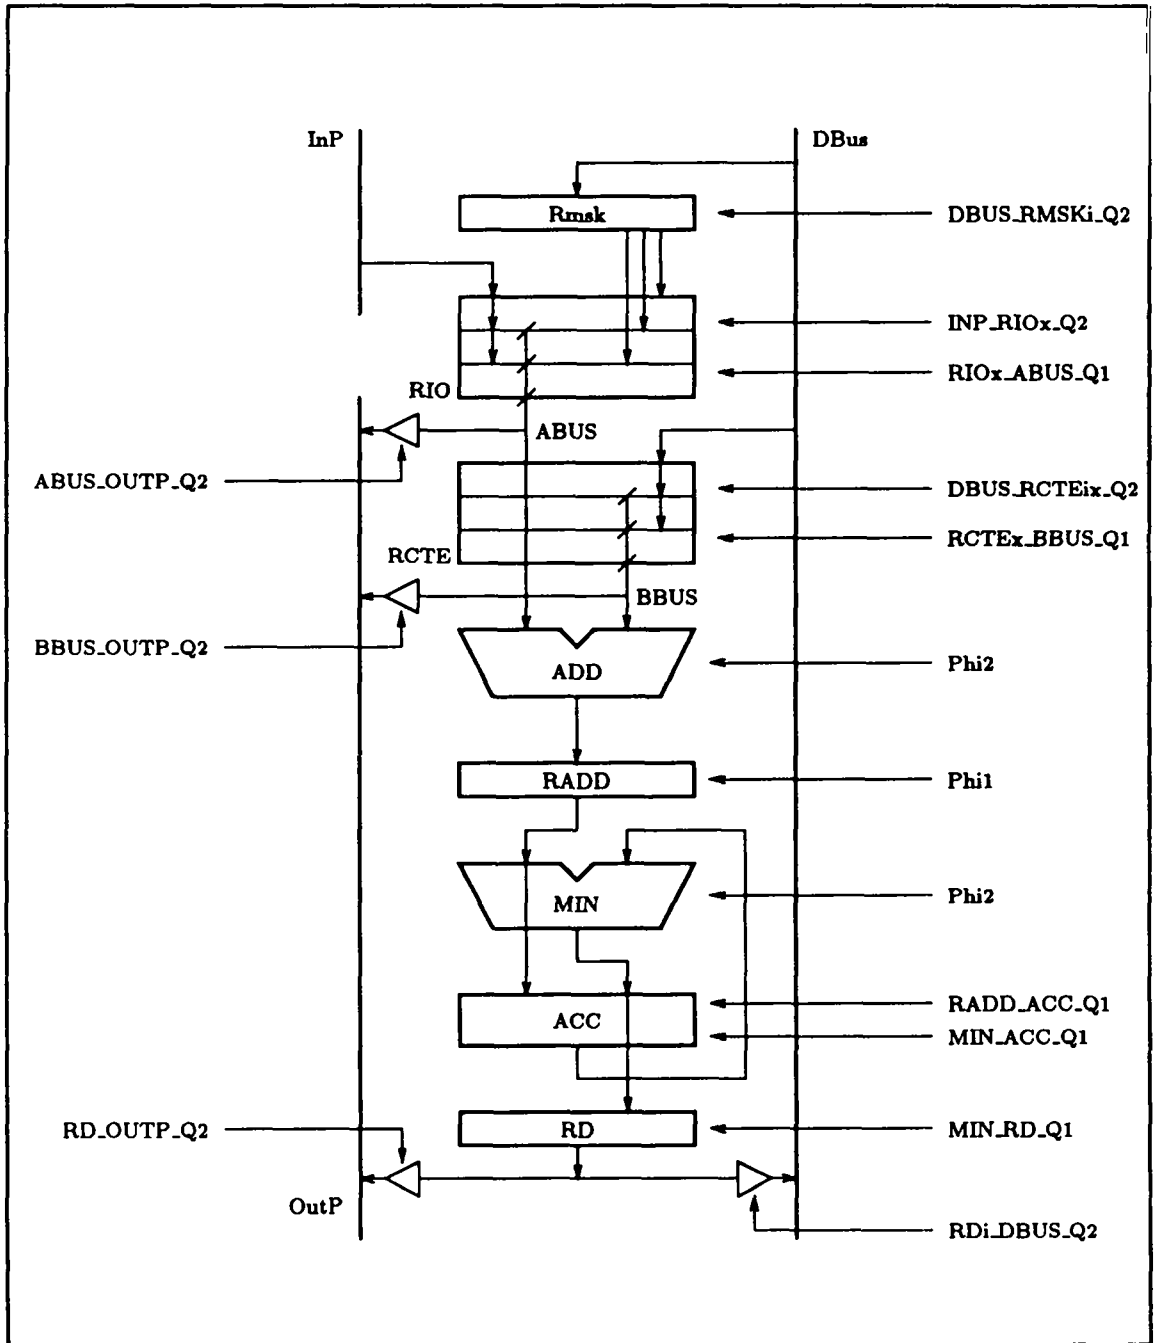 InP
DBus
Rmsk
DBUS_RMSKi_Q2
INP_RIOx_Q2
RIOx_ABUS_Q1
RIO
ABUS
ABUS_OUTP_Q2
DBUS_RCTEix_Q2
RCTEx_BBUS_Q1
RCTE
BBUS
BBUS_OUTP_Q2
ADD
Phi2
RADD
Phi1
MIN
Phi2
RADD_ACC_Q1
ACC
MIN_ACC_Q1
RD_OUTP_Q2
RD
MIN_RD_Q1
OutP
RDi_DBUS_Q2